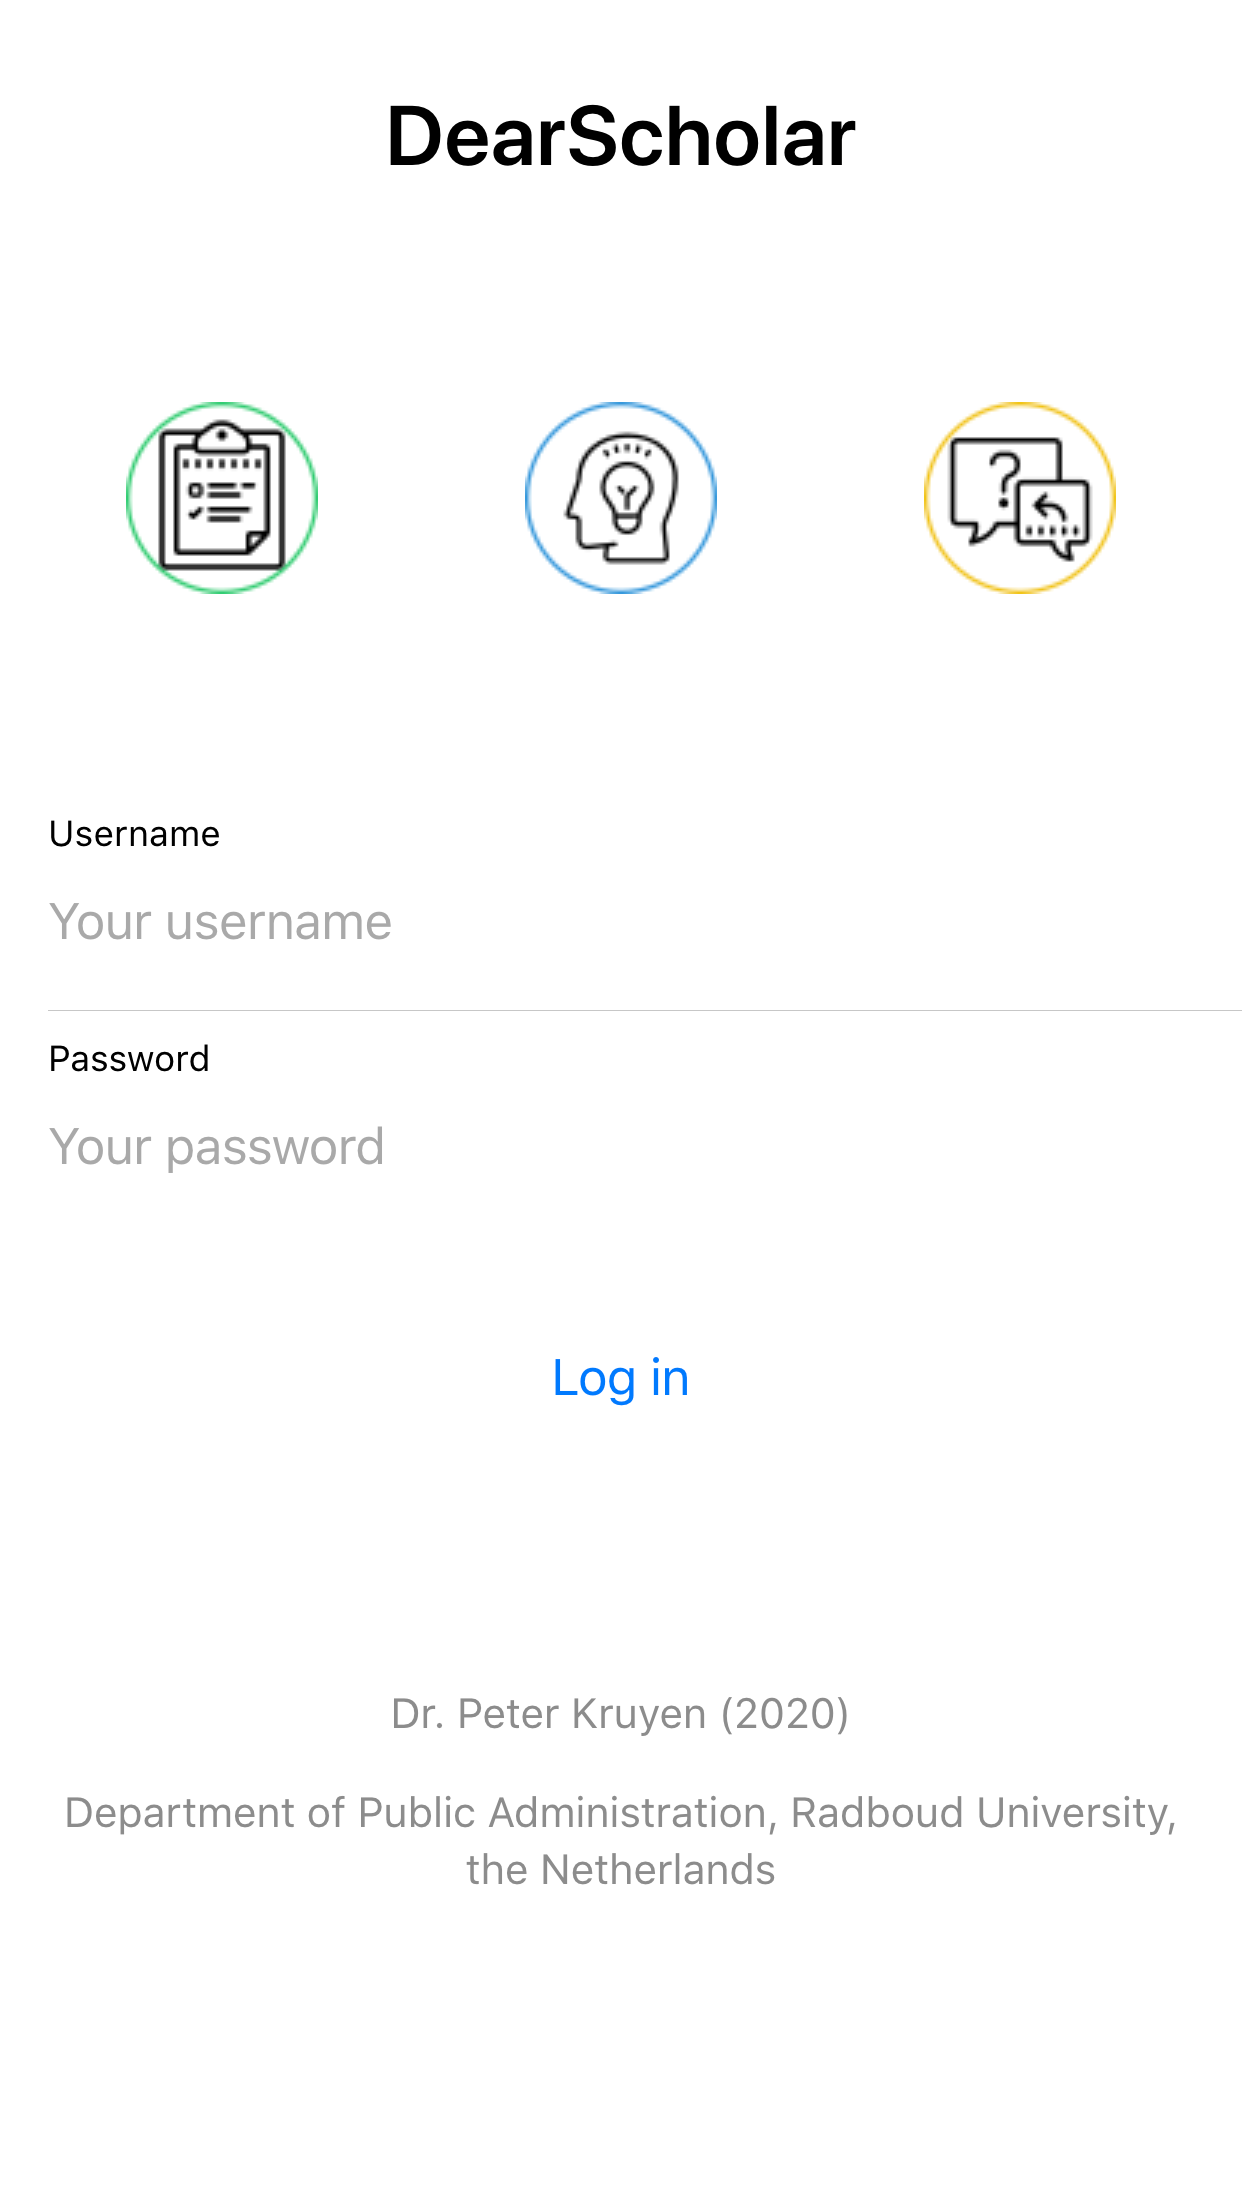 DearScholar
Username
Your username
Password
Your password
Log in
Dr. Peter Kruyen (2020)
Department of Public Administration, Radboud University,
the Netherlands